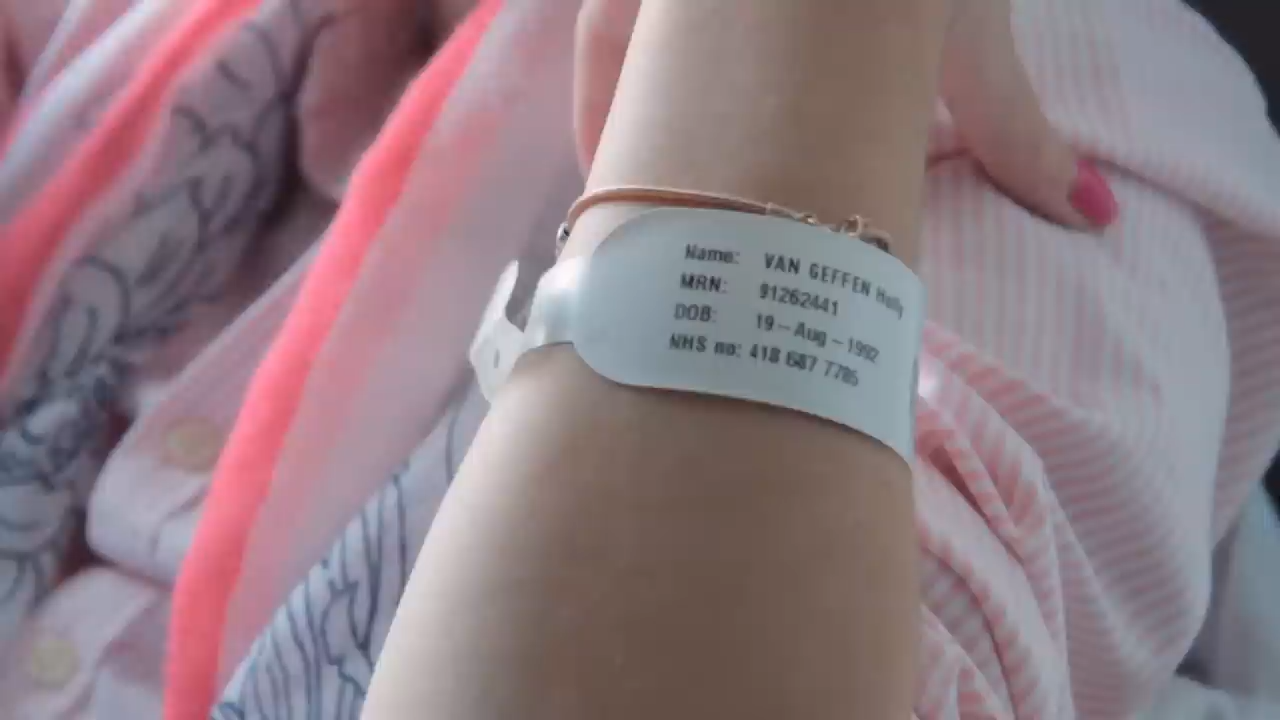 Name: VAN GEFFEN Holly
MRN: 91262441
DOB: 19-Aug-1992
NHS no: 418 687 7785